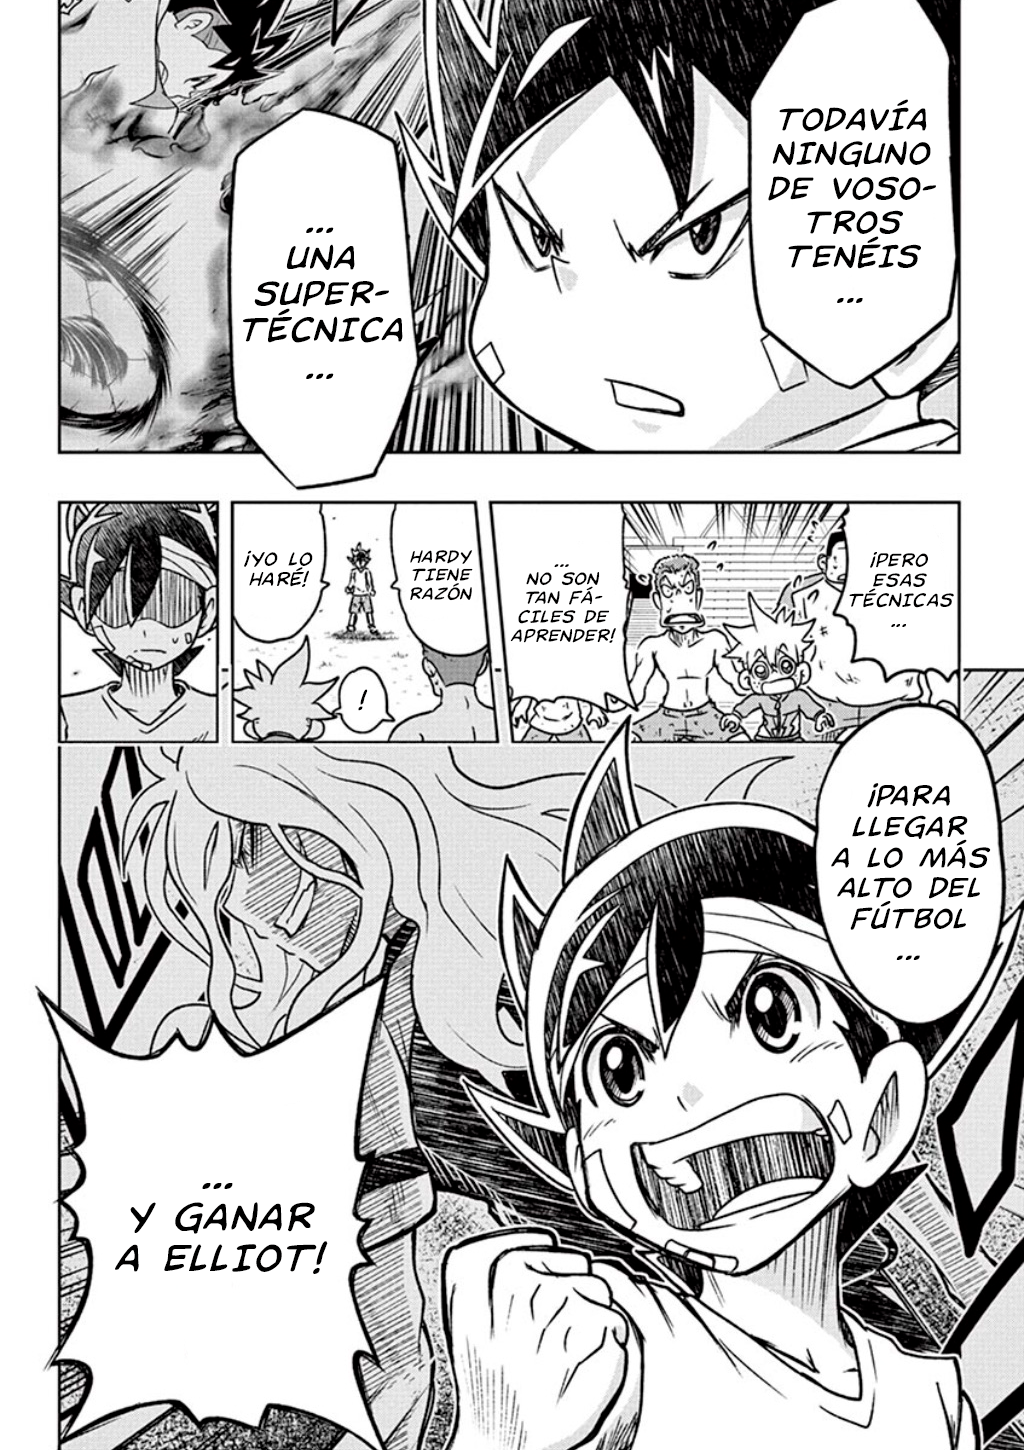 TODAVÍA
NINGUNO
DE VOSO-
TROS
TENÉIS
...
...
UNA
SUPER-
TÉCNICA
...
¡PERO
ESAS
TÉCNICAS
...
...
NO SON
TAN FÁ-
CILES DE
APRENDER!
HARDY
TIENE
RAZÓN
¡YO LO
HARÉ!
!
¡PARA
LLEGAR
A LO MÁS
ALTO DEL
FÚTBOL
...
...
Y GANAR
A ELLIOT!